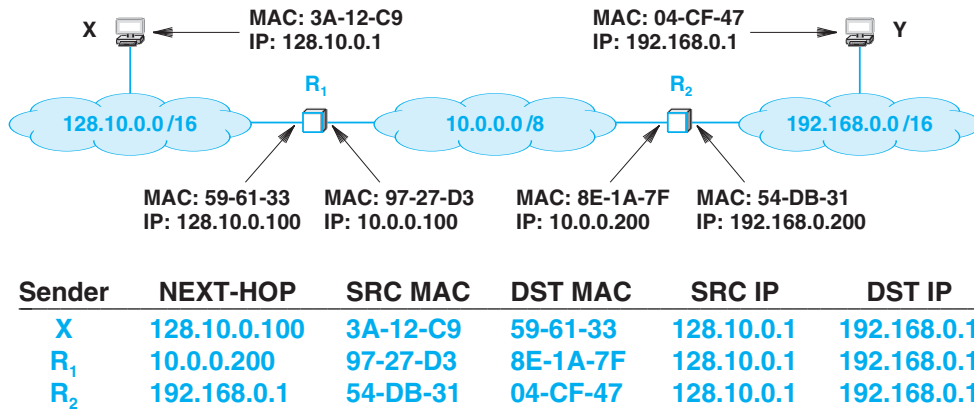 X
MAC: 3A-12-C9
IP: 128.10.0.1
MAC: 04-CF-47
IP: 192.168.0.1
Y
R1
R2
128.10.0.0 /16
10.0.0.0 /8
192.168.0.0 /16
MAC: 59-61-33
IP: 128.10.0.100
MAC: 97-27-D3
IP: 10.0.0.100
MAC: 8E-1A-7F
IP: 10.0.0.200
MAC: 54-DB-31
IP: 192.168.0.200
Sender NEXT-HOP SRC MAC DST MAC SRC IP DST IP
X 128.10.0.100 3A-12-C9 59-61-33 128.10.0.1 192.168.0.1
R1 10.0.0.200 97-27-D3 8E-1A-7F 128.10.0.1 192.168.0.1
R2 192.168.0.1 54-DB-31 04-CF-47 128.10.0.1 192.168.0.1